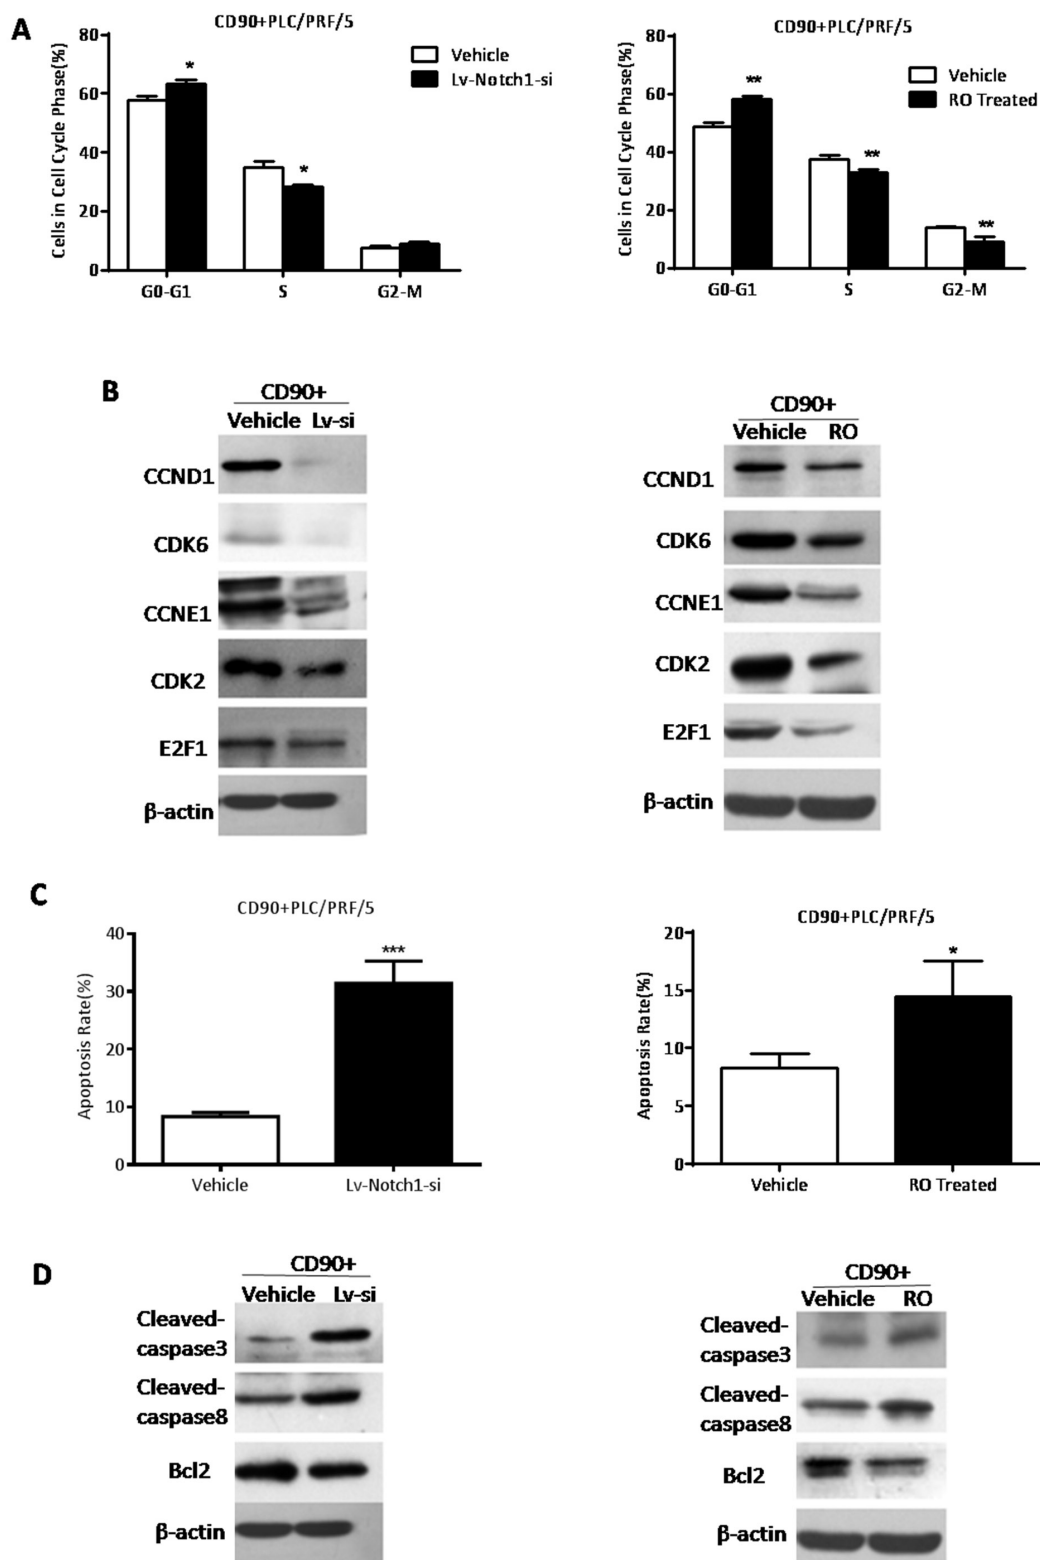 A
CD90+PLC/PRF/5
Cells in Cell Cycle Phase(%)
80
60
40
20
0
G0-G1 S G2-M
Vehicle
Lv-Notch1-si
*
*
CD90+PLC/PRF/5
Cells in Cell Cycle Phase(%)
80
60
40
20
0
G0-G1 S G2-M
Vehicle
RO Treated
**
**
**
B
CD90+
Vehicle Lv-si
CCND1
CDK6
CCNE1
CDK2
E2F1
β-actin
CD90+
Vehicle RO
CCND1
CDK6
CCNE1
CDK2
E2F1
β-actin
C
CD90+PLC/PRF/5
Apoptosis Rate(%)
40
30
20
10
0
***
Vehicle Lv-Notch1-si
CD90+PLC/PRF/5
Apoptosis Rate(%)
20
15
10
5
0
*
Vehicle RO Treated
D
CD90+
Vehicle Lv-si
Cleaved-
caspase3
Cleaved-
caspase8
Bcl2
β-actin
CD90+
Vehicle RO
Cleaved-
caspase3
Cleaved-
caspase8
Bcl2
β-actin